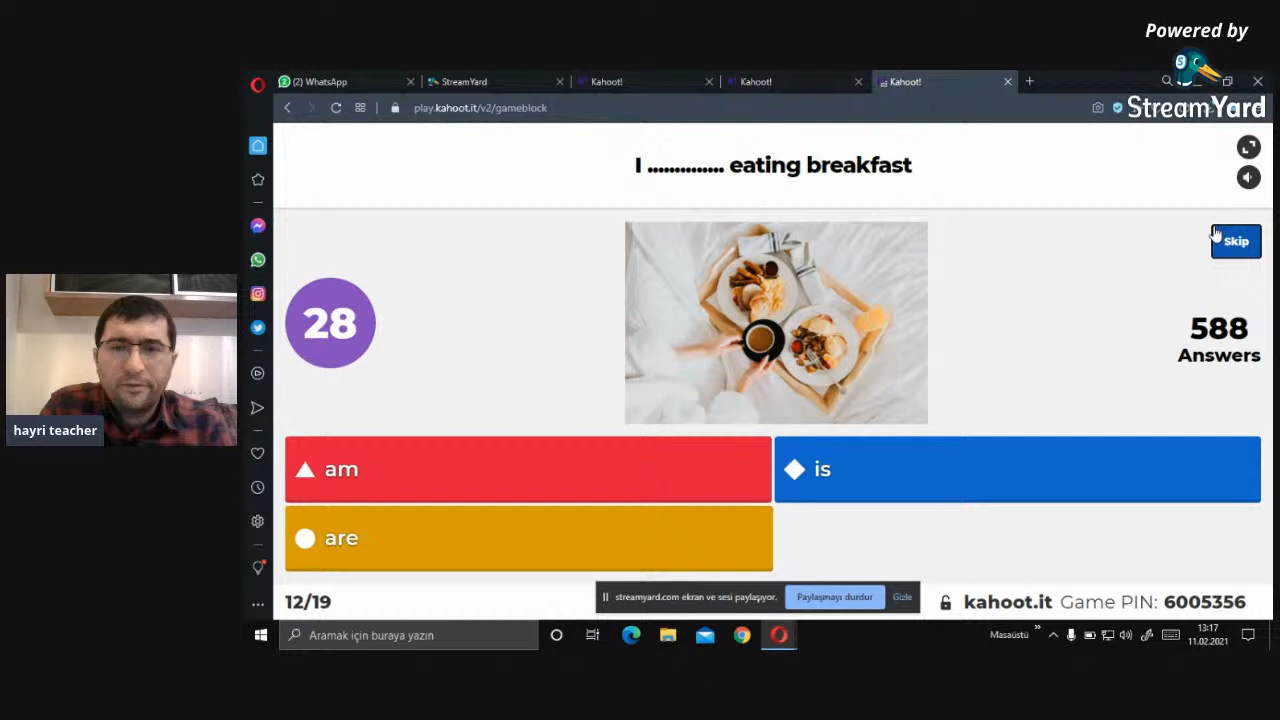 Powered by
StreamYard
(2) WhatsApp
StreamYard
Kahoot!
Kahoot!
Kahoot!
play.kahoot.it/v2/gameblock
I .............. eating breakfast
Skip
28
588
Answers
hayri teacher
am
is
are
12/19
streamyard.com ekran ve sesi paylaşıyor.
Paylaşmayı durdur
Gizle
kahoot.it Game PIN: 6005356
Aramak için buraya yazın
Masaüstü
13:17
11.02.2021